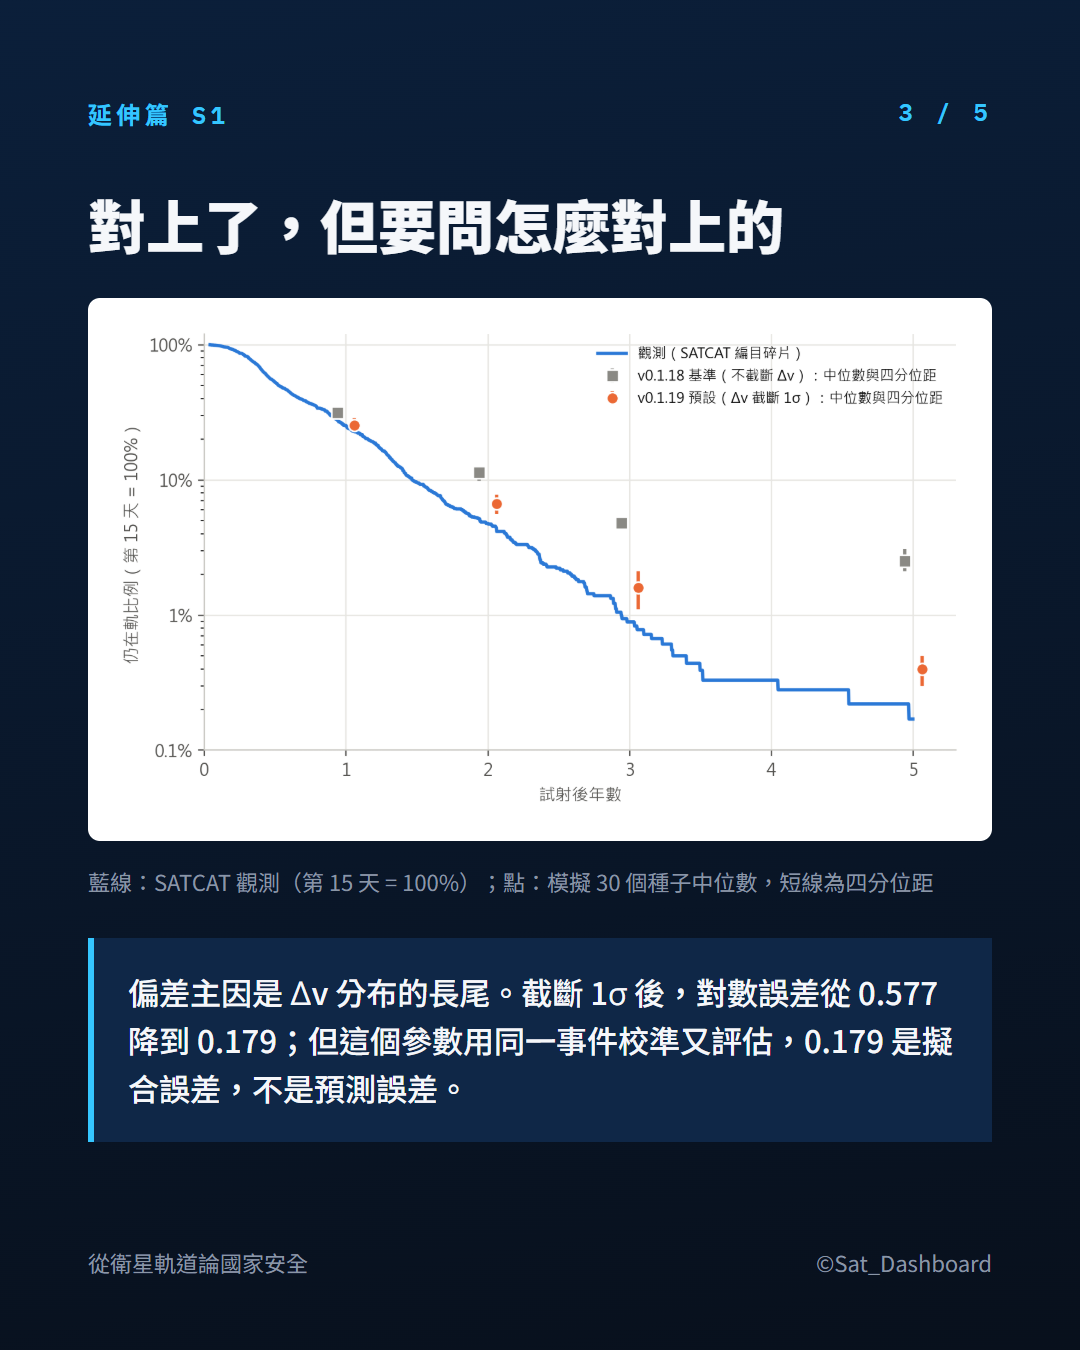 延伸篇 S1
3 / 5
對上了，但要問怎麼對上的
觀測（SATCAT 編目碎片）
v0.1.18 基準（不截斷 Δv）：中位數與四分位距
v0.1.19 預設（Δv 截斷 1σ）：中位數與四分位距
仍在軌比例（第 15 天 = 100%）
100%
10%
1%
0.1%
0 1 2 3 4 5
試射後年數
藍線：SATCAT 觀測（第 15 天 = 100%）；點：模擬 30 個種子中位數，短線為四分位距
偏差主因是 Δv 分布的長尾。截斷 1σ 後，對數誤差從 0.577
降到 0.179；但這個參數用同一事件校準又評估，0.179 是擬
合誤差，不是預測誤差。
從衛星軌道論國家安全
©Sat_Dashboard